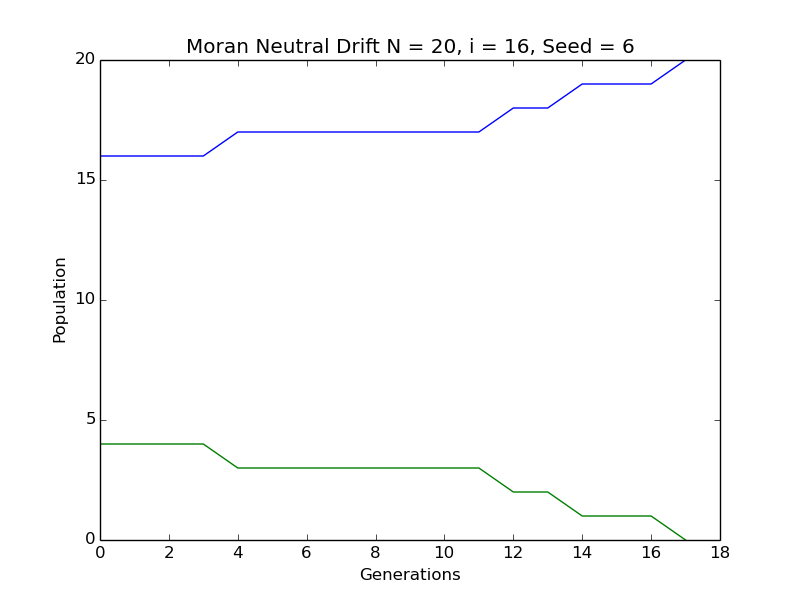 Moran Neutral Drift N = 20, i = 16, Seed = 6
20
15
10
5
0
Population
0 2 4 6 8 10 12 14 16 18
Generations